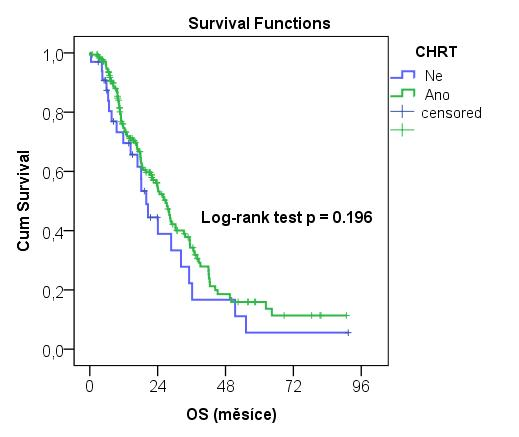 Survival Functions
CHRT
Ne
Ano
censored
Log-rank test p = 0.196
Cum Survival
1,0
0,8
0,6
0,4
0,2
0,0
0 24 48 72 96
OS (měsíce)